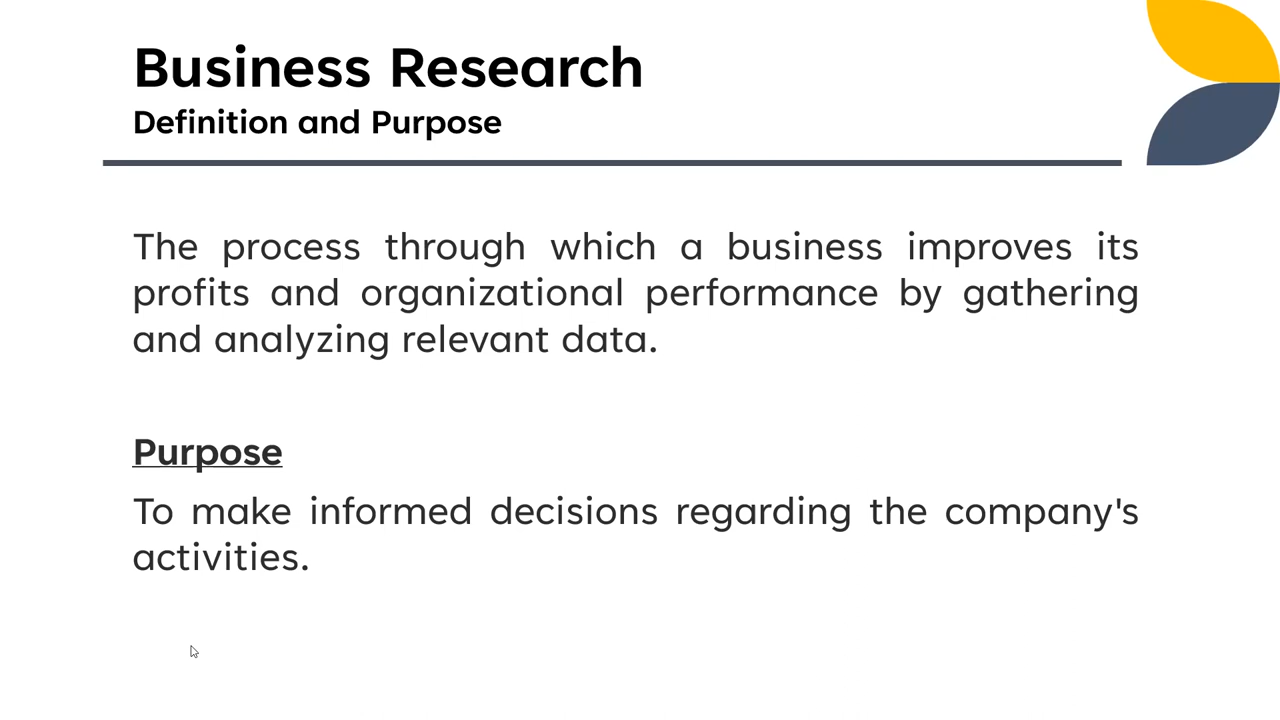 Business Research
Definition and Purpose
The process through which a business improves its
profits and organizational performance by gathering
and analyzing relevant data.
Purpose
To make informed decisions regarding the company's
activities.